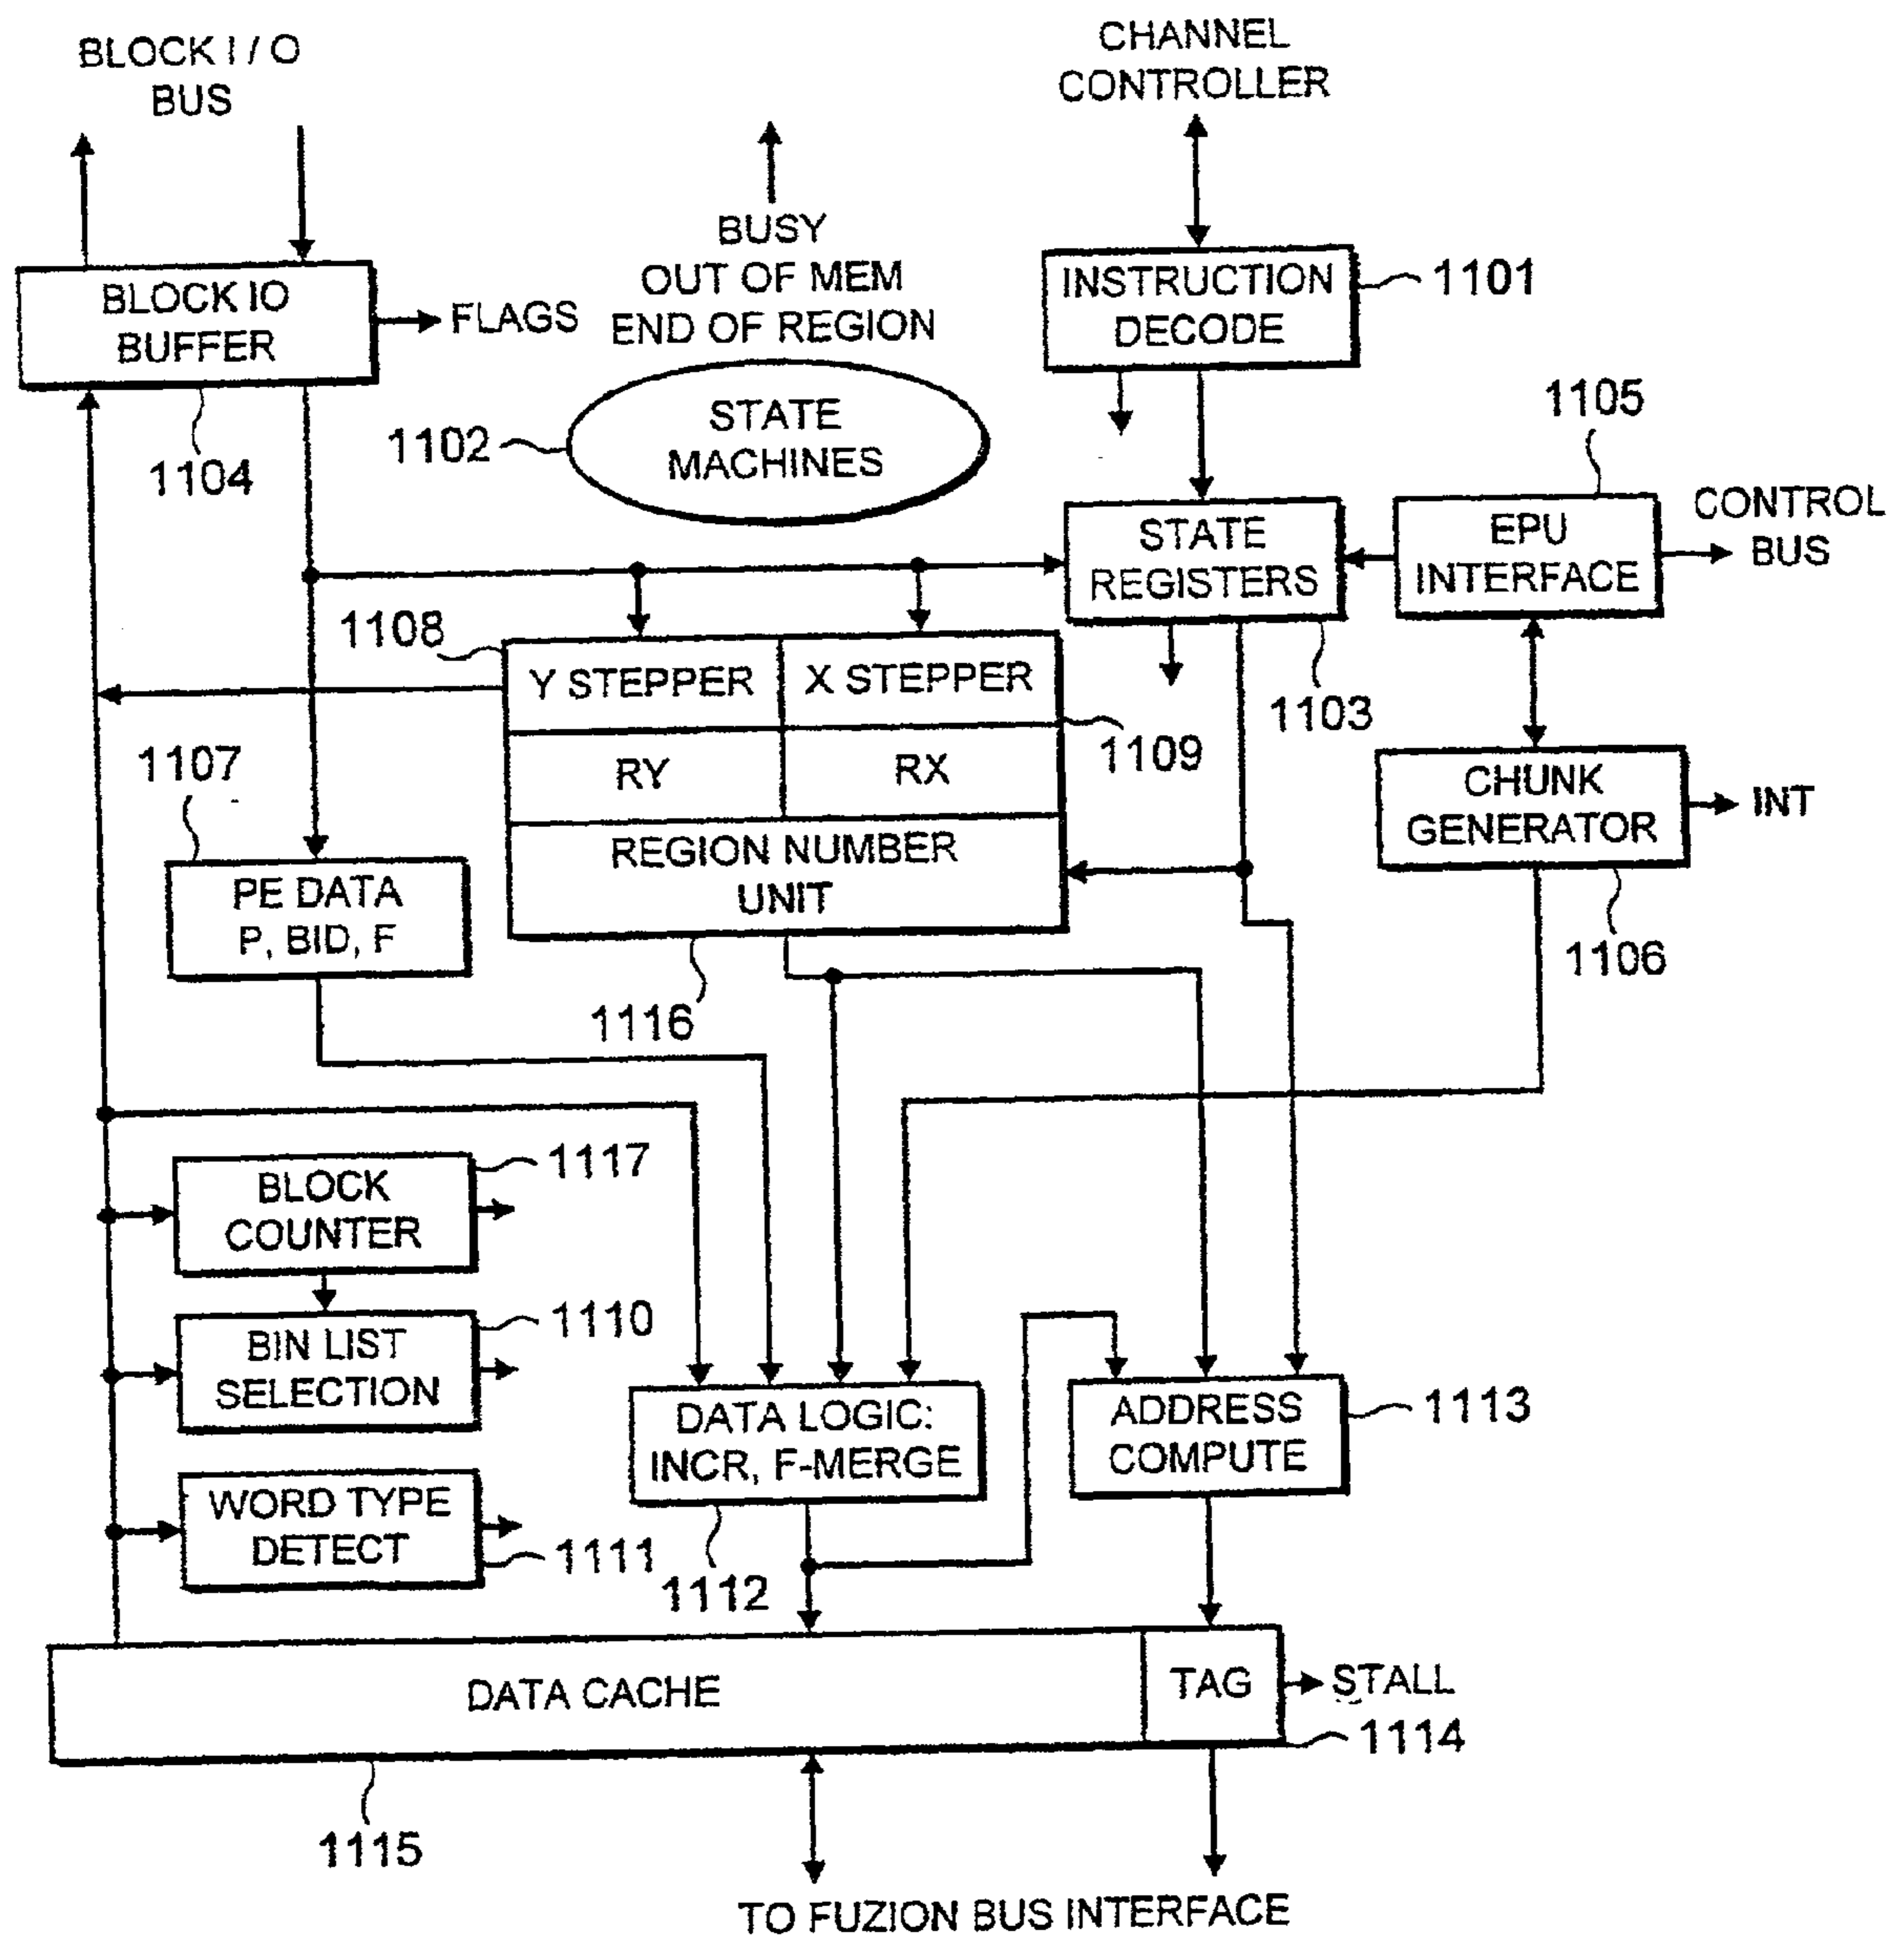 BLOCK I / O
BUS
CHANNEL
CONTROLLER
BUSY
OUT OF MEM
END OF REGION
BLOCK IO
BUFFER
FLAGS
INSTRUCTION
DECODE
1101
1104
1102
STATE
MACHINES
1105
STATE
REGISTERS
EPU
INTERFACE
CONTROL
BUS
1108
Y STEPPER
X STEPPER
1103
1109
RY
RX
1107
CHUNK
GENERATOR
INT
REGION NUMBER
UNIT
PE DATA
P, BID, F
1106
1116
BLOCK
COUNTER
1117
BIN LIST
SELECTION
1110
WORD TYPE
DETECT
1111
DATA LOGIC:
INCR, F-MERGE
1112
ADDRESS
COMPUTE
1113
DATA CACHE
TAG
STALL
1114
1115
TO FUZION BUS INTERFACE